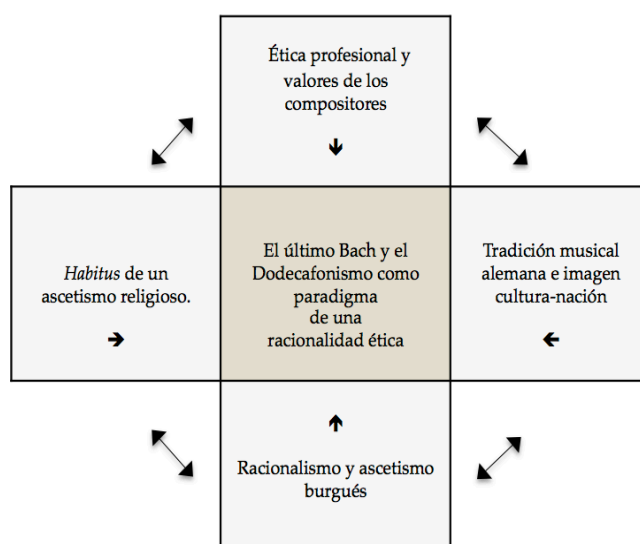 Ética profesional y
valores de los
compositores
Habitus de un
ascetismo religioso.
El último Bach y el
Dodecafonismo como
paradigma
de una
racionalidad ética
Tradición musical
alemana e imagen
cultura-nación
Racionalismo y ascetismo
burgués